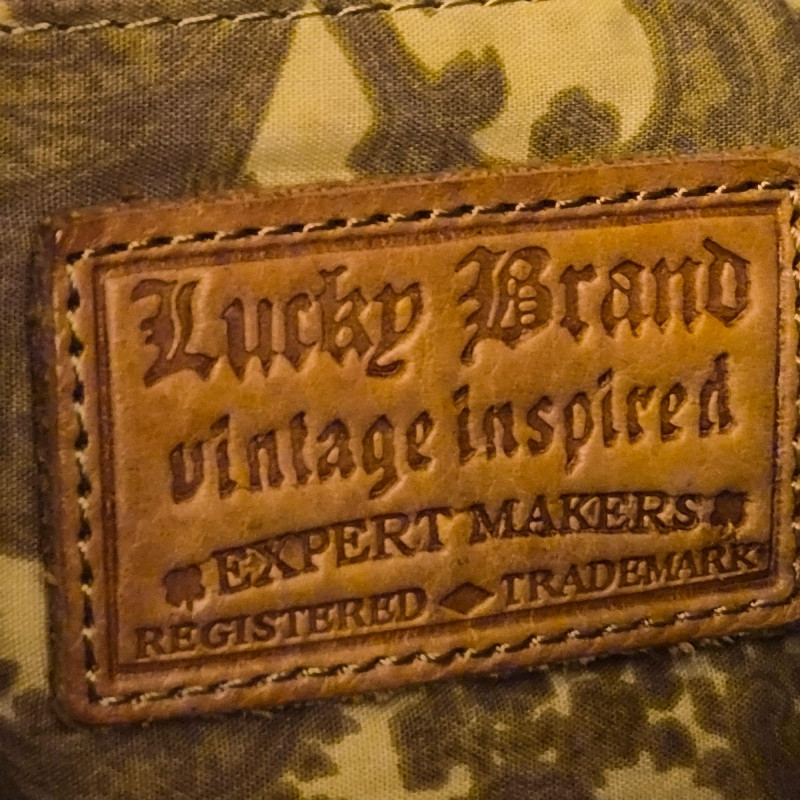 Lucky Brand
vintage inspired
EXPERT MAKERS
REGISTERED TRADEMARK